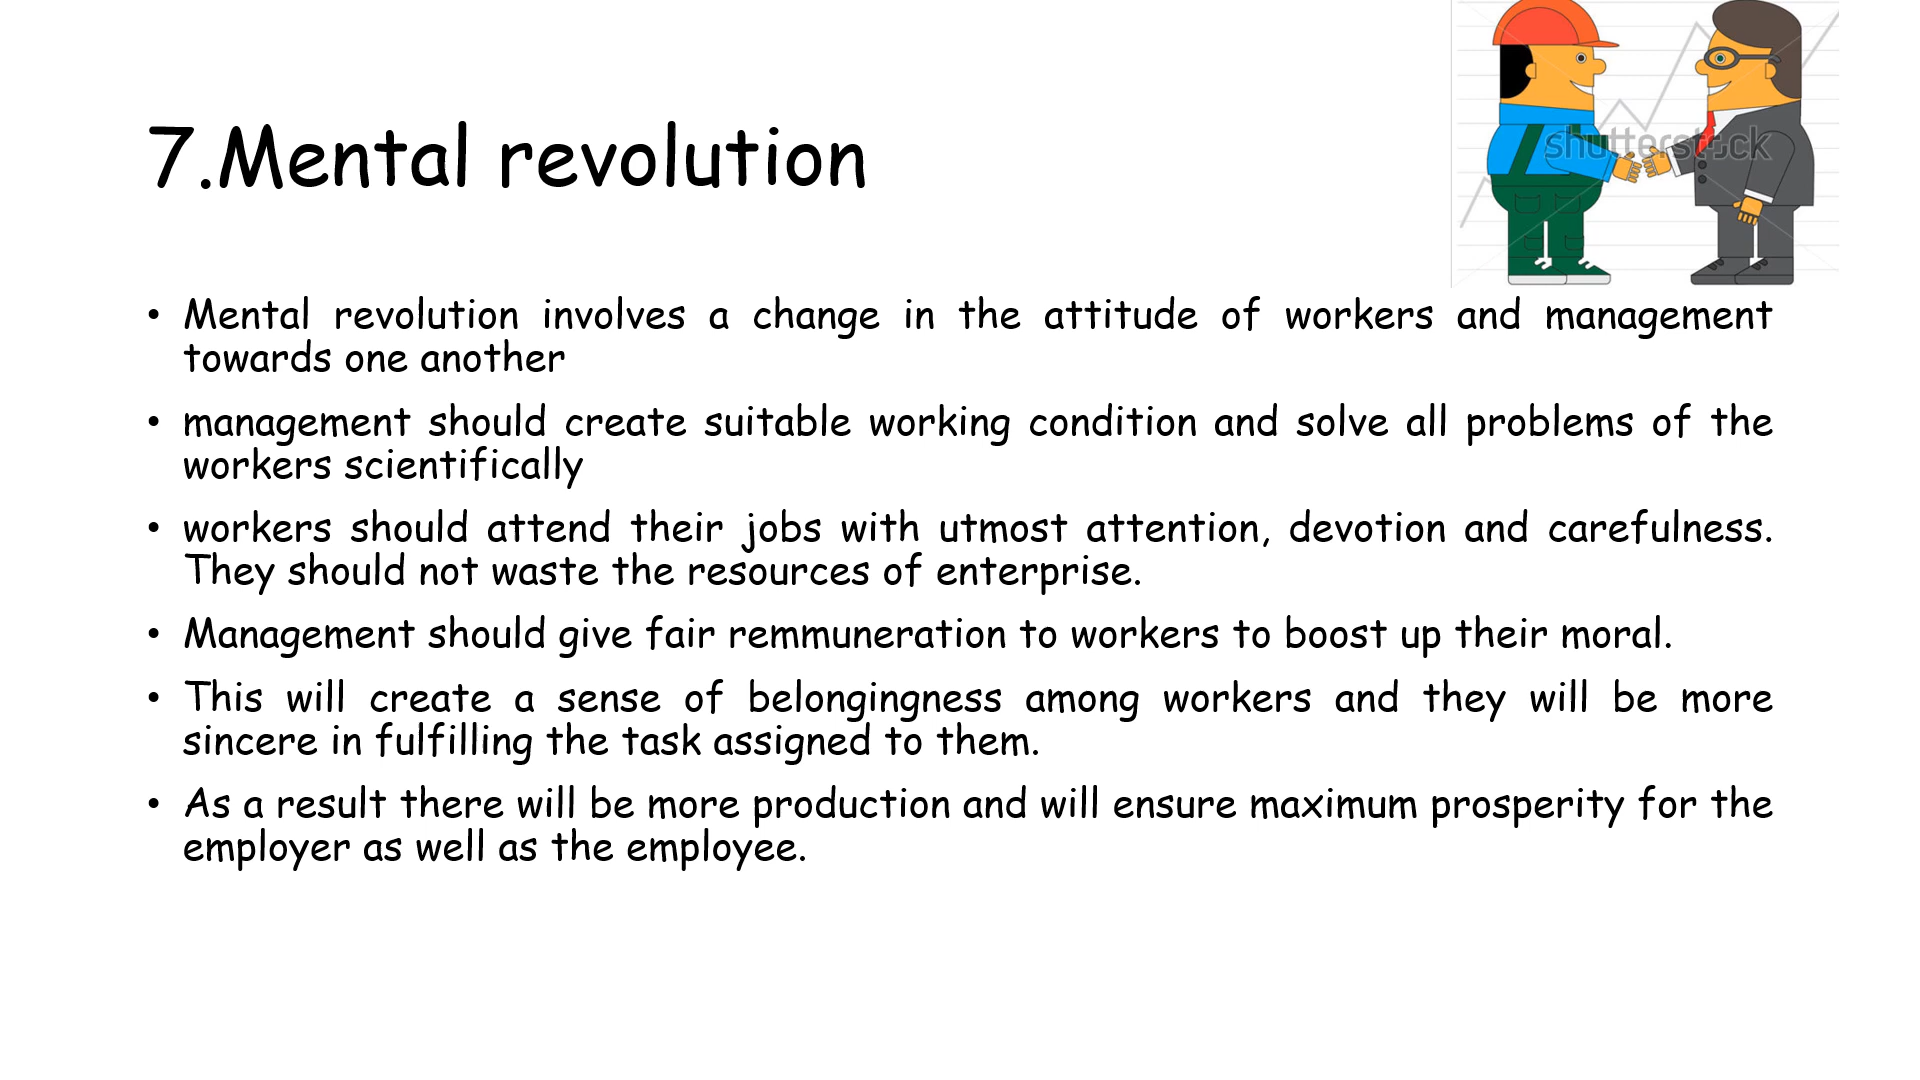 shutterstock
7.Mental revolution
• Mental revolution involves a change in the attitude of workers and management
towards one another
• management should create suitable working condition and solve all problems of the
workers scientifically
• workers should attend their jobs with utmost attention, devotion and carefulness.
They should not waste the resources of enterprise.
• Management should give fair remmuneration to workers to boost up their moral.
• This will create a sense of belongingness among workers and they will be more
sincere in fulfilling the task assigned to them.
• As a result there will be more production and will ensure maximum prosperity for the
employer as well as the employee.